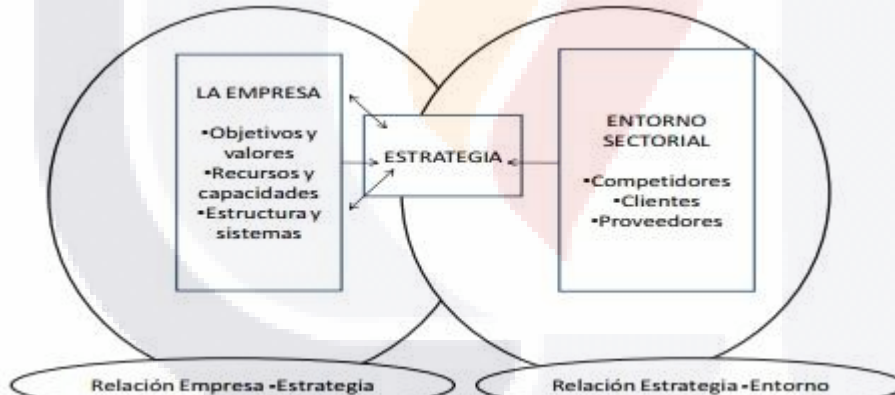 LA EMPRESA
•Objetivos y
valores
•Recursos y
capacidades
•Estructura y
sistemas
ESTRATEGIA
ENTORNO
SECTORIAL
•Competidores
•Clientes
•Proveedores
Relación Empresa -Estrategia
Relación Estrategia -Entorno